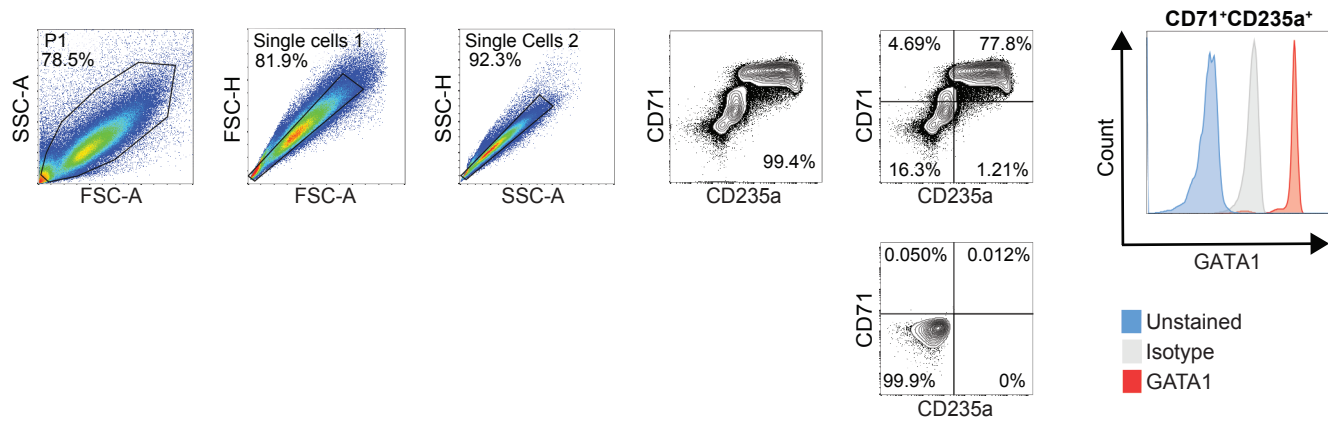 P1
78.5%
SSC-A
FSC-A
Single cells 1
81.9%
FSC-H
FSC-A
Single Cells 2
92.3%
SSC-H
SSC-A
CD71
99.4%
CD235a
4.69% 77.8%
CD71
16.3% 1.21%
CD235a
CD71⁺CD235a⁺
Count
GATA1
Unstained
Isotype
GATA1
0.050% 0.012%
CD71
99.9% 0%
CD235a